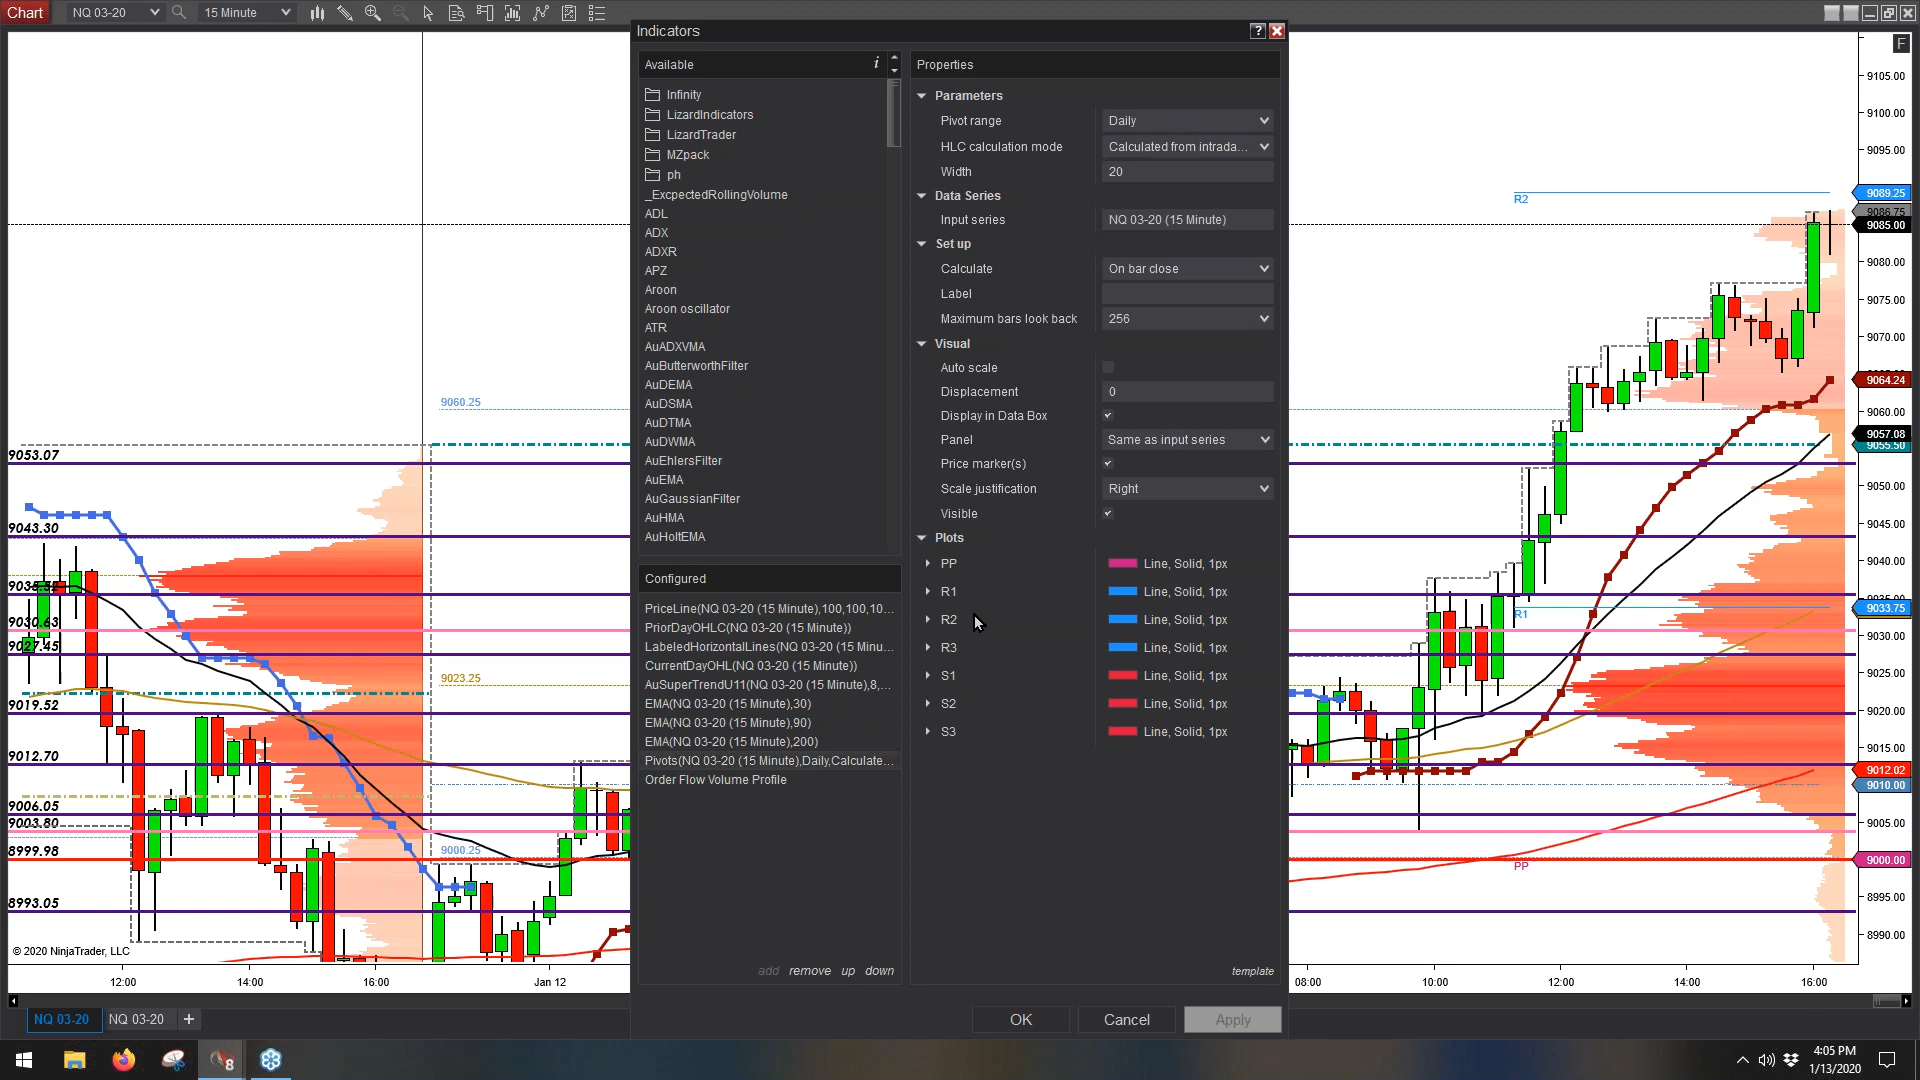 Chart
NQ 03-20
15 Minute
Indicators
?
F
Available
i
Infinity
LizardIndicators
LizardTrader
MZpack
ph
_ExcpectedRollingVolume
ADL
ADX
ADXR
APZ
Aroon
Aroon oscillator
ATR
AuADXVMA
AuButterworthFilter
AuDEMA
AuDSMA
AuDTMA
AuDWMA
AuEhlersFilter
AuEMA
AuGaussianFilter
AuHMA
AuHoltEMA
Configured
PriceLine(NQ 03-20 (15 Minute),100,100,10...
PriorDayOHLC(NQ 03-20 (15 Minute))
LabeledHorizontalLines(NQ 03-20 (15 Minu...
CurrentDayOHL(NQ 03-20 (15 Minute))
AuSuperTrendU11(NQ 03-20 (15 Minute),8,...
EMA(NQ 03-20 (15 Minute),30)
EMA(NQ 03-20 (15 Minute),90)
EMA(NQ 03-20 (15 Minute),200)
Pivots(NQ 03-20 (15 Minute),Daily,Calculate...
Order Flow Volume Profile
add remove up down
Properties
Parameters
Pivot range Daily
HLC calculation mode Calculated from intrada...
Width 20
Data Series
Input series NQ 03-20 (15 Minute)
Set up
Calculate On bar close
Label
Maximum bars look back 256
Visual
Auto scale
Displacement 0
Display in Data Box
Panel Same as input series
Price marker(s)
Scale justification Right
Visible
Plots
PP Line, Solid, 1px
R1 Line, Solid, 1px
R2 Line, Solid, 1px
R3 Line, Solid, 1px
S1 Line, Solid, 1px
S2 Line, Solid, 1px
S3 Line, Solid, 1px
template
OK Cancel Apply
9060.25
9053.07
9043.30
9030.63
9027.45
9023.25
9019.52
9012.70
9006.05
9003.80
9000.25
8999.98
8993.05
© 2020 NinjaTrader, LLC
12:00 14:00 16:00 Jan 12
08:00 10:00 12:00 14:00 16:00
R2
R1
PP
9105.00
9100.00
9095.00
9089.25
9086.75
9085.00
9080.00
9075.00
9070.00
9064.24
9060.00
9057.08
9055.50
9050.00
9045.00
9040.00
9033.75
9030.00
9025.00
9020.00
9015.00
9012.02
9010.00
9005.00
9000.00
8995.00
8990.00
NQ 03-20 NQ 03-20 +
8
4:05 PM
1/13/2020